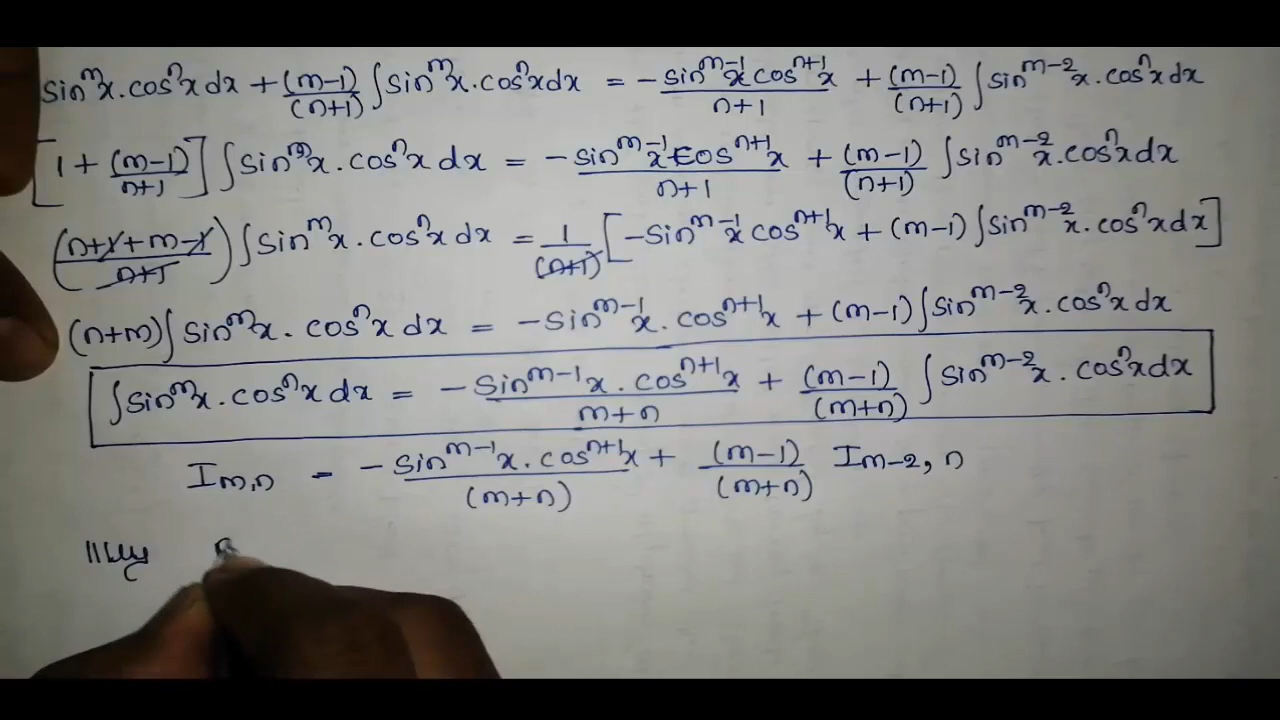 sin^m x . cos^n x dx + (m-1)/(n+1) ∫ sin^m x . cos^n x dx = - sin^{m-1} x cos^{n+1} x / n+1 + (m-1)/(n+1) ∫ sin^{m-2} x . cos^n x dx
[1 + (m-1)/n+1] ∫ sin^m x . cos^n x dx = - sin^{m-1} x cos^{n+1} x / n+1 + (m-1)/(n+1) ∫ sin^{m-2} x . cos^n x dx
((n+1+m-1)/n+1) ∫ sin^m x . cos^n x dx = 1/(n+1) [-sin^{m-1} x cos^{n+1} x + (m-1) ∫ sin^{m-2} x . cos^n x dx]
(n+m) ∫ sin^m x . cos^n x dx = - sin^{m-1} x . cos^{n+1} x + (m-1) ∫ sin^{m-2} x . cos^n x dx
∫ sin^m x . cos^n x dx = - sin^{m-1} x . cos^{n+1} x / m+n + (m-1)/(m+n) ∫ sin^{m-2} x . cos^n x dx
I_{m,n} = - sin^{m-1} x . cos^{n+1} x / (m+n) + (m-1)/(m+n) I_{m-2, n}